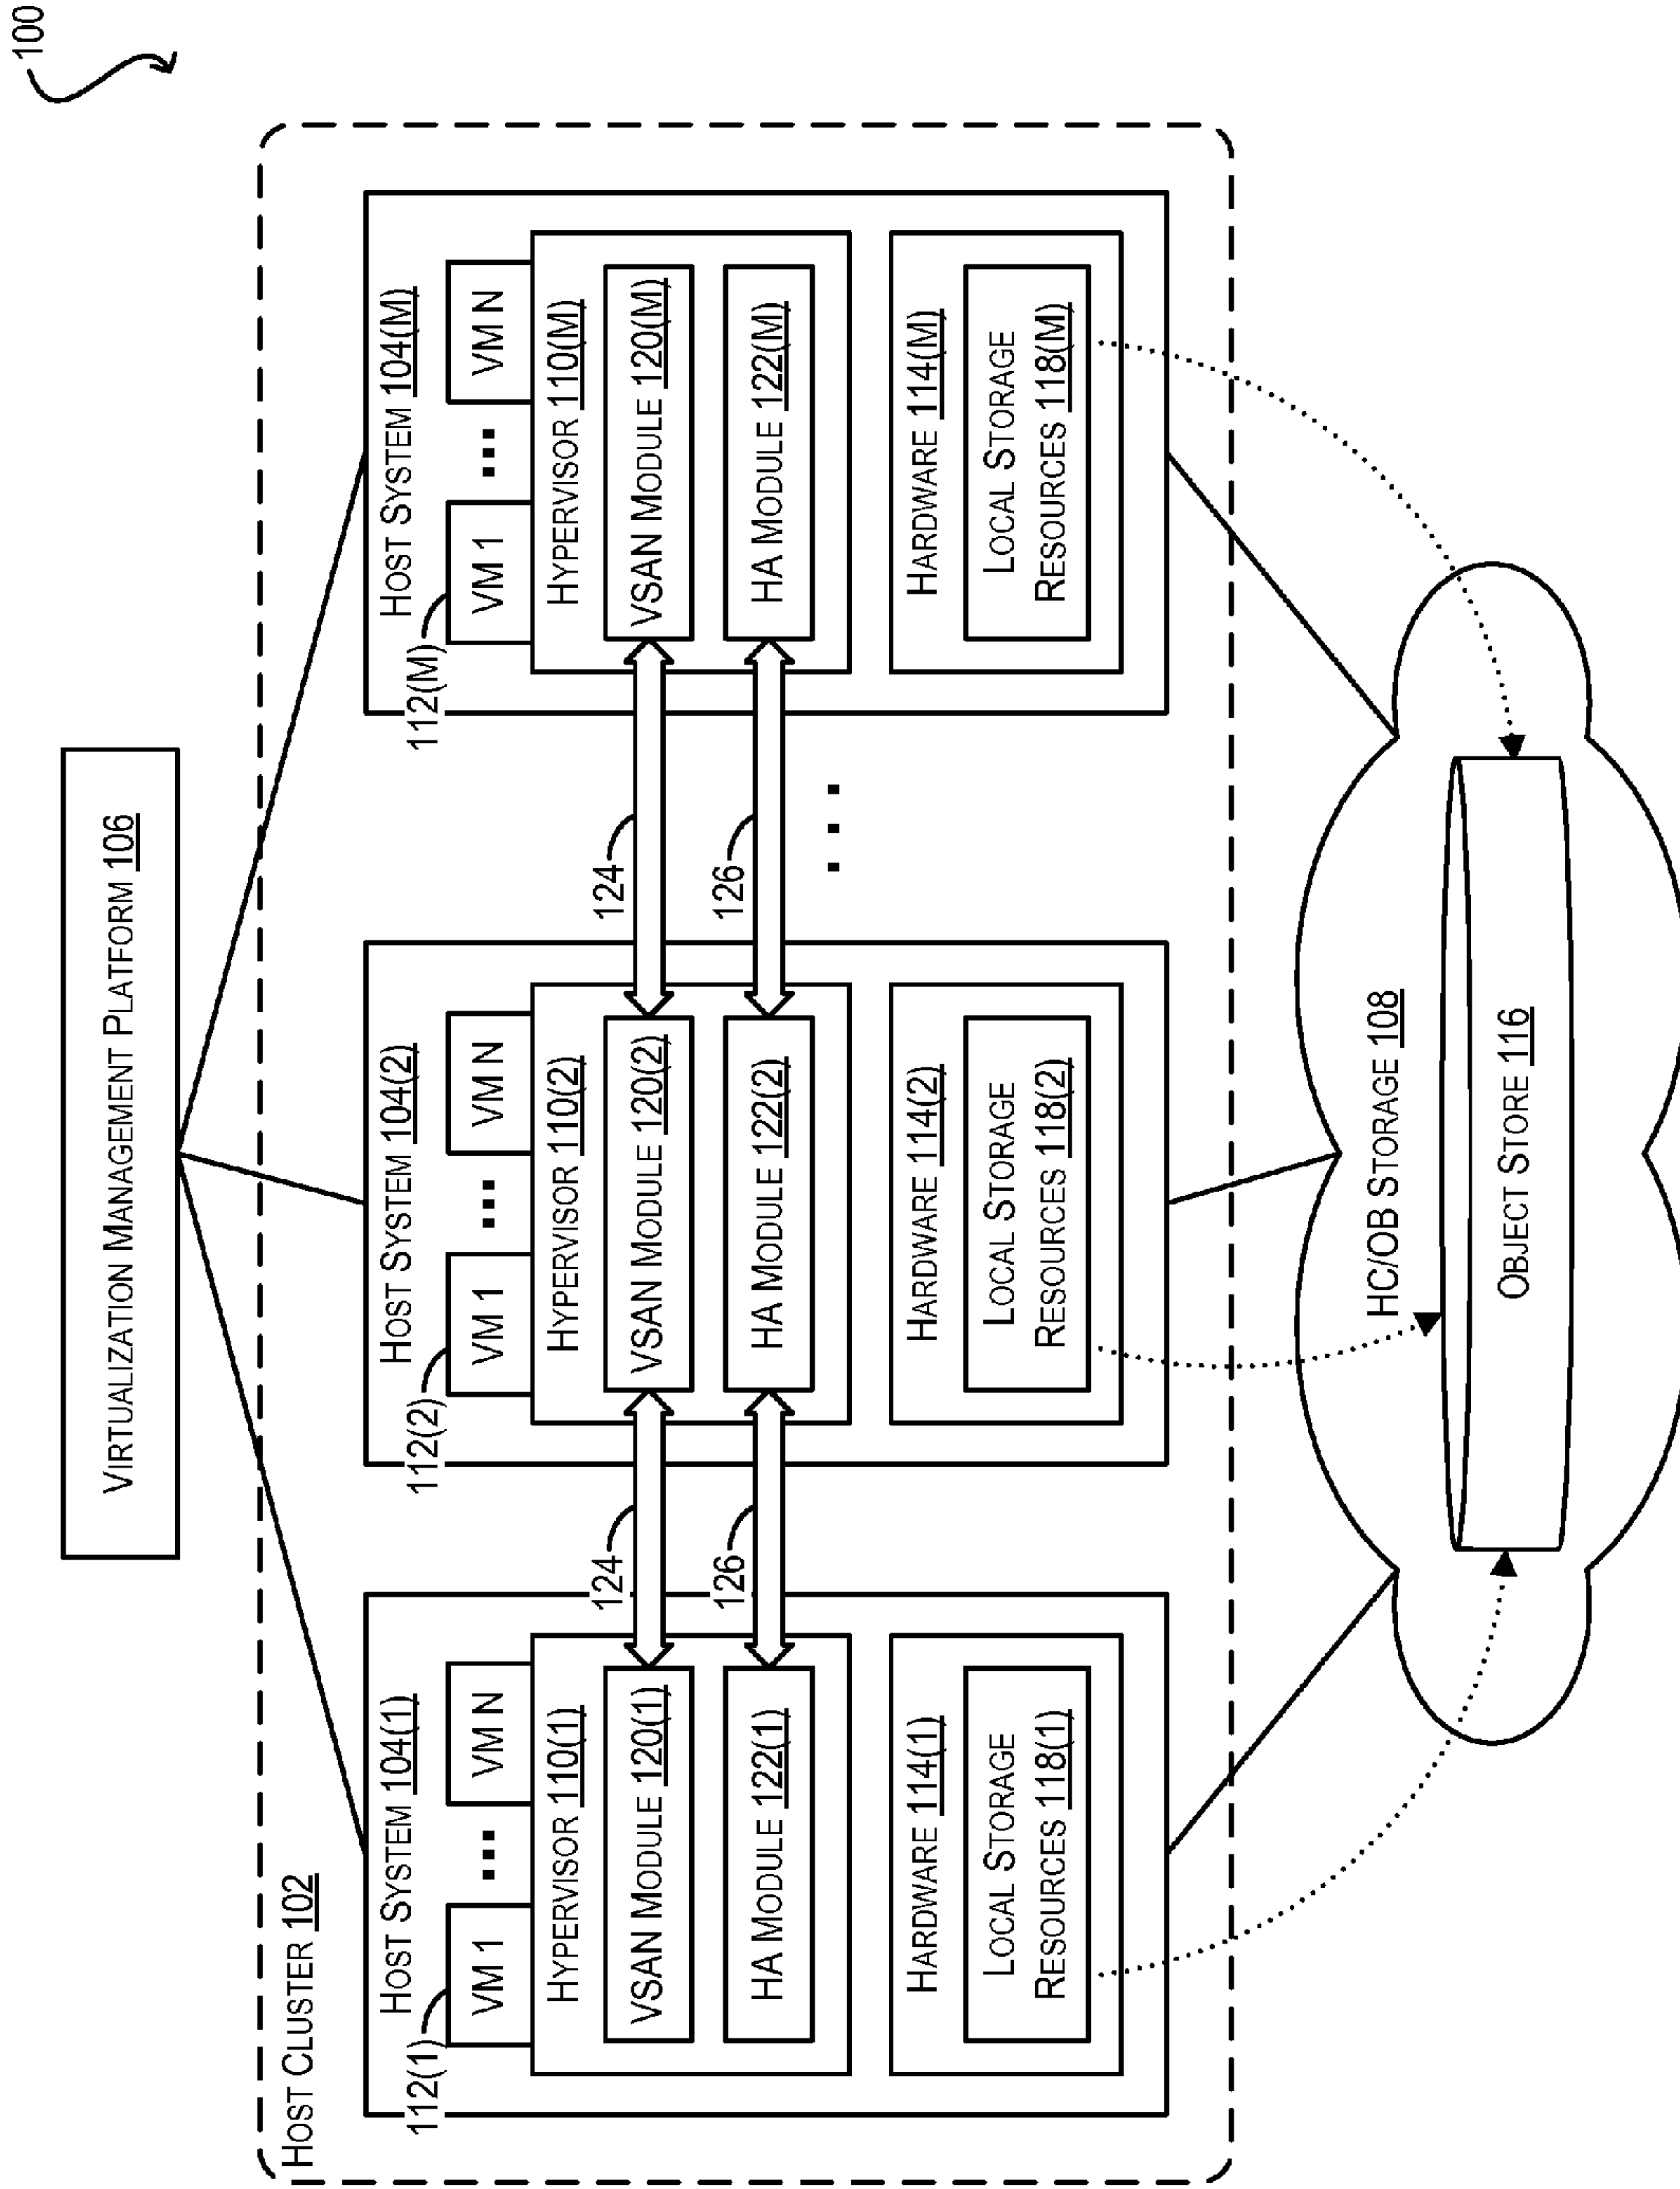 100
VIRTUALIZATION MANAGEMENT PLATFORM 106
HOST CLUSTER 102
HOST SYSTEM 104(1)
112(1)
VM 1
...
VM N
HYPERVISOR 110(1)
VSAN MODULE 120(1)
HA MODULE 122(1)
HARDWARE 114(1)
LOCAL STORAGE
RESOURCES 118(1)
124
126
HOST SYSTEM 104(2)
112(2)
VM 1
...
VM N
HYPERVISOR 110(2)
VSAN MODULE 120(2)
HA MODULE 122(2)
HARDWARE 114(2)
LOCAL STORAGE
RESOURCES 118(2)
124
126
...
HOST SYSTEM 104(M)
112(M)
VM 1
...
VM N
HYPERVISOR 110(M)
VSAN MODULE 120(M)
HA MODULE 122(M)
HARDWARE 114(M)
LOCAL STORAGE
RESOURCES 118(M)
HC/OB STORAGE 108
OBJECT STORE 116